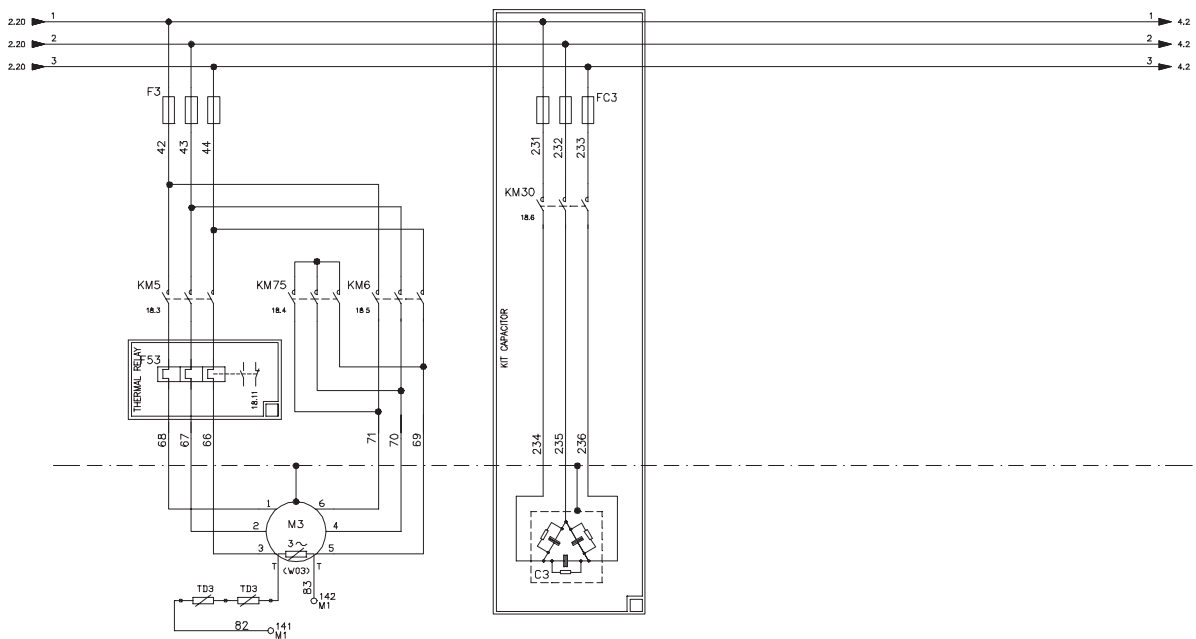 2.20 1 1 4.2
2.20 2 2 4.2
2.20 3 3 4.2
F3 FC3
42 43 44 231 232 233
KM30
18.6
KM5 KM75 KM6
18.3 18.4 18.5
KIT CAPACITOR
THERMAL RELAY
F53
18.11
68 67 66 71 70 69 234 235 236
1 6
2 M3 4
3 3~ 5
T (W03) T
C3
TD3 TD3 83 142
M1
82 141
M1